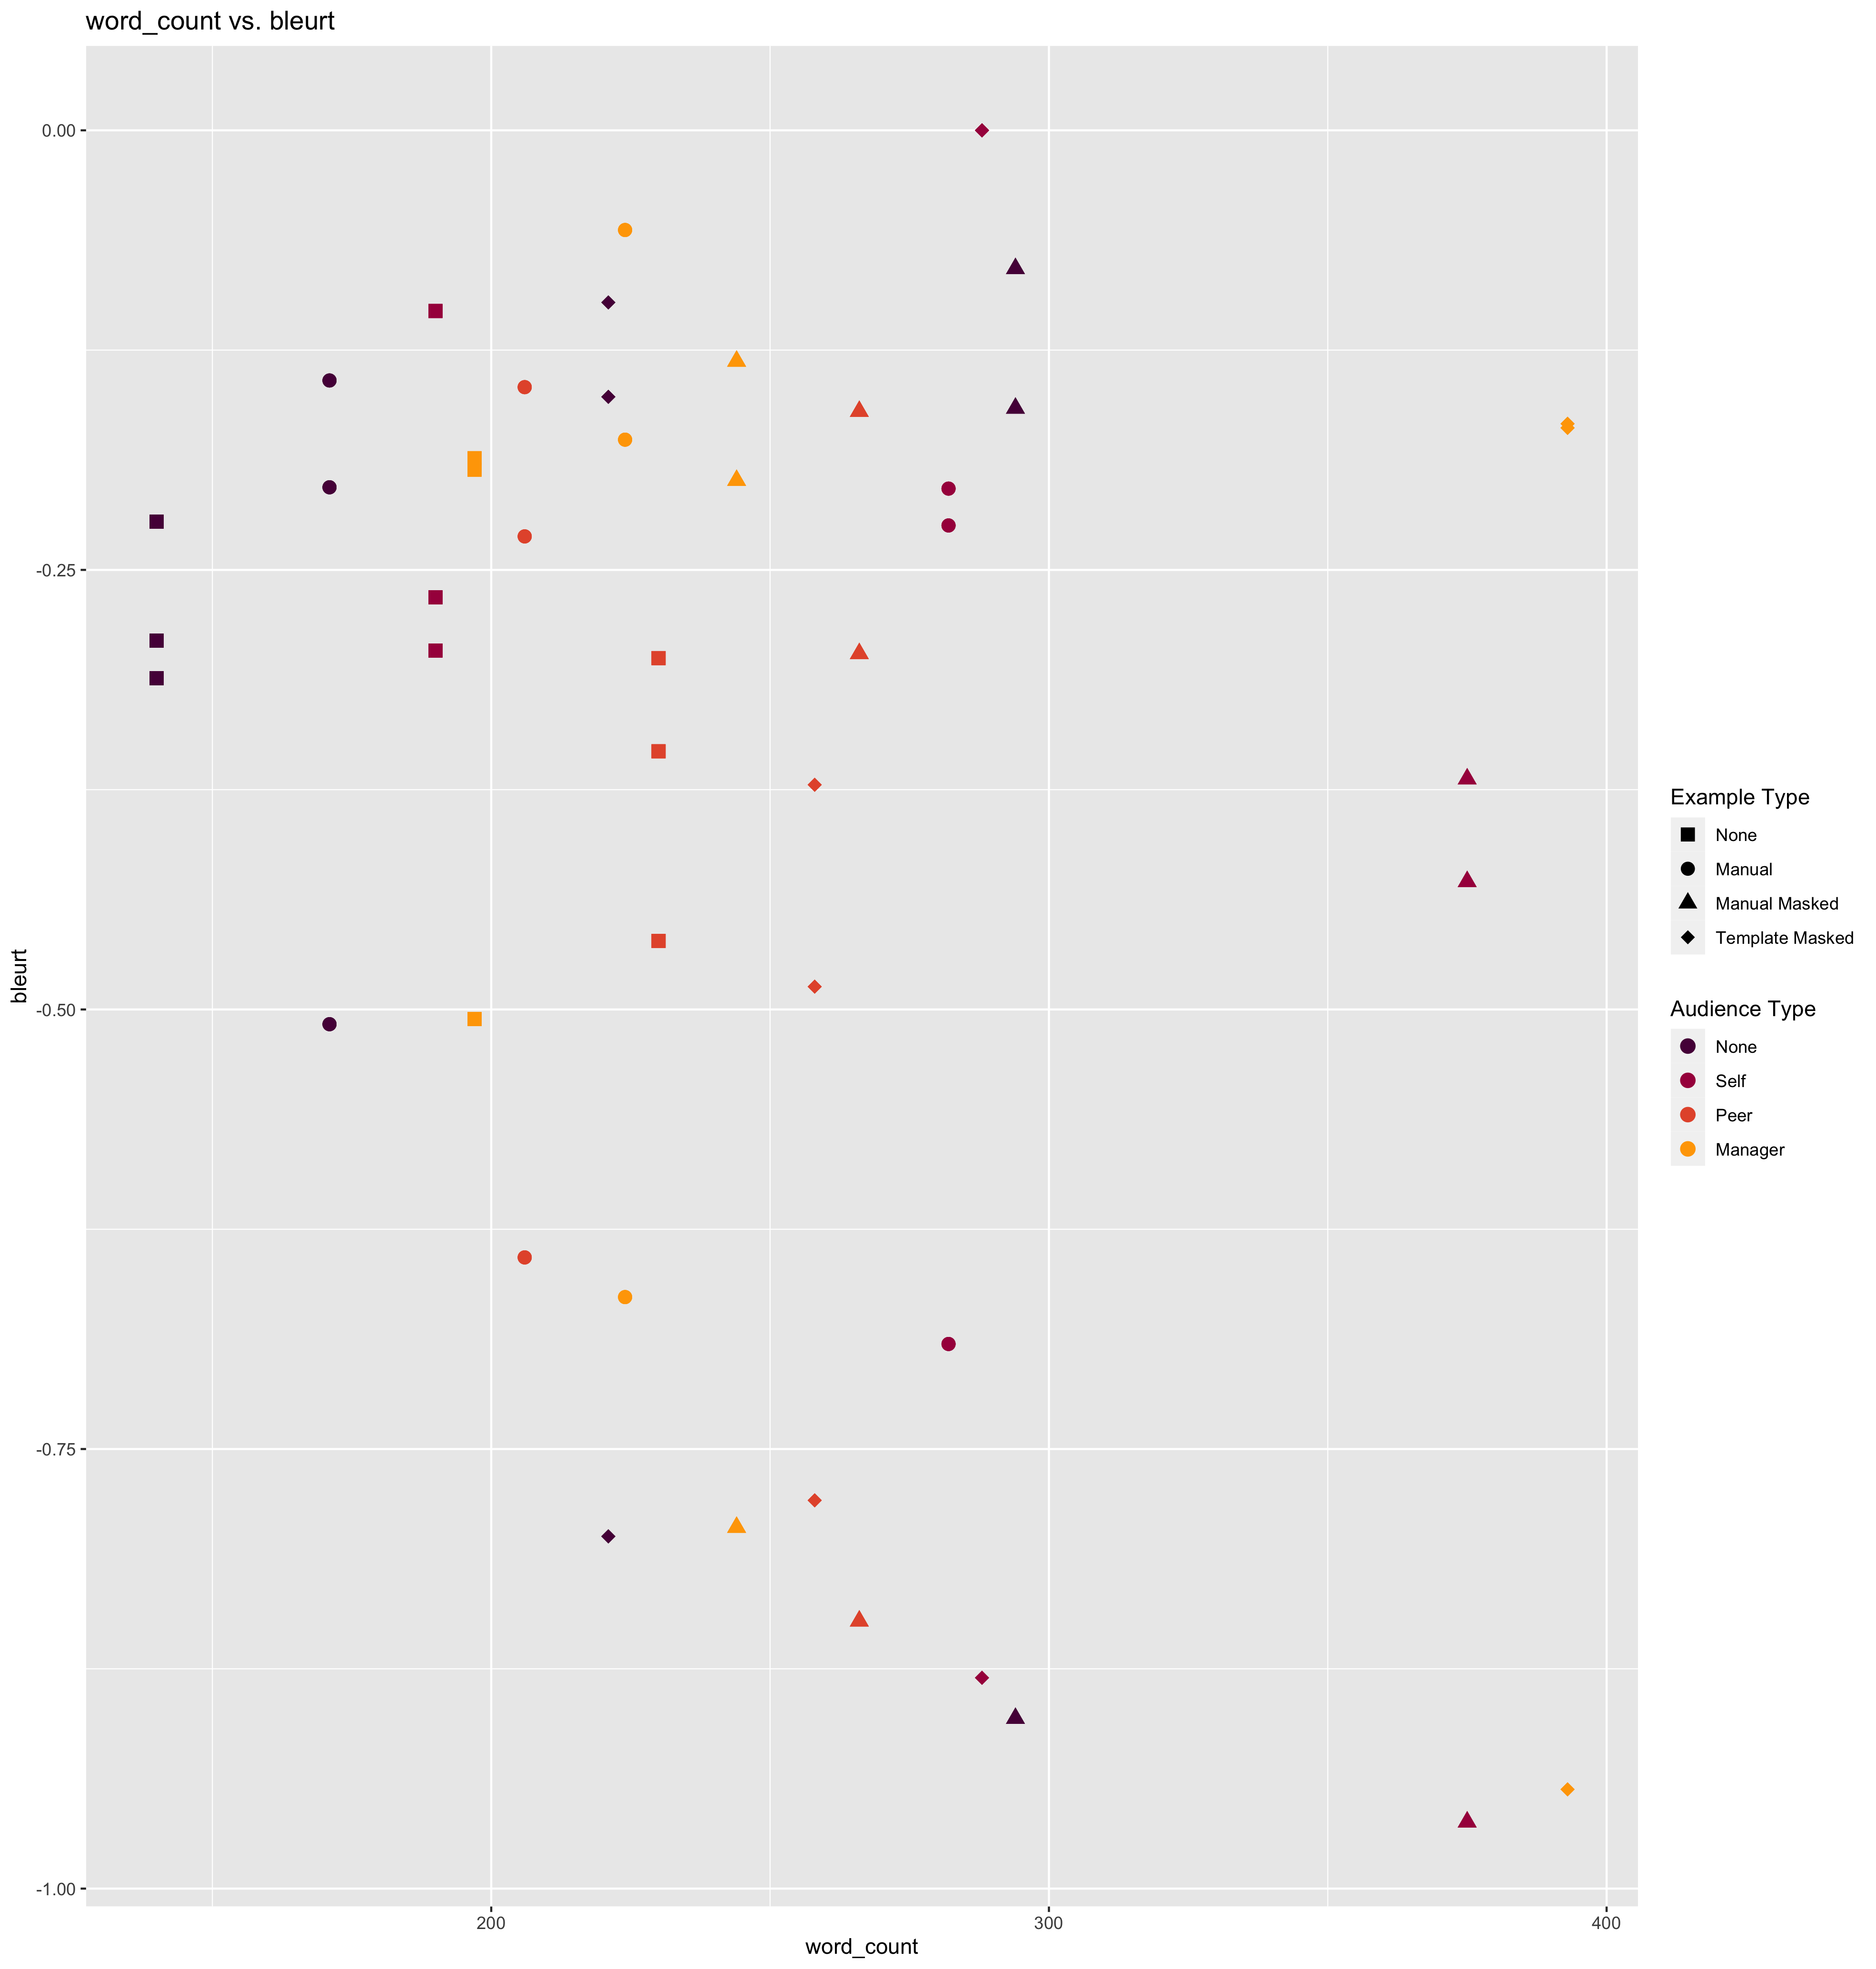 word_count vs. bleurt
0.00
-0.25
-0.50
-0.75
-1.00
bleurt
200
300
400
word_count
Example Type
None
Manual
Manual Masked
Template Masked
Audience Type
None
Self
Peer
Manager